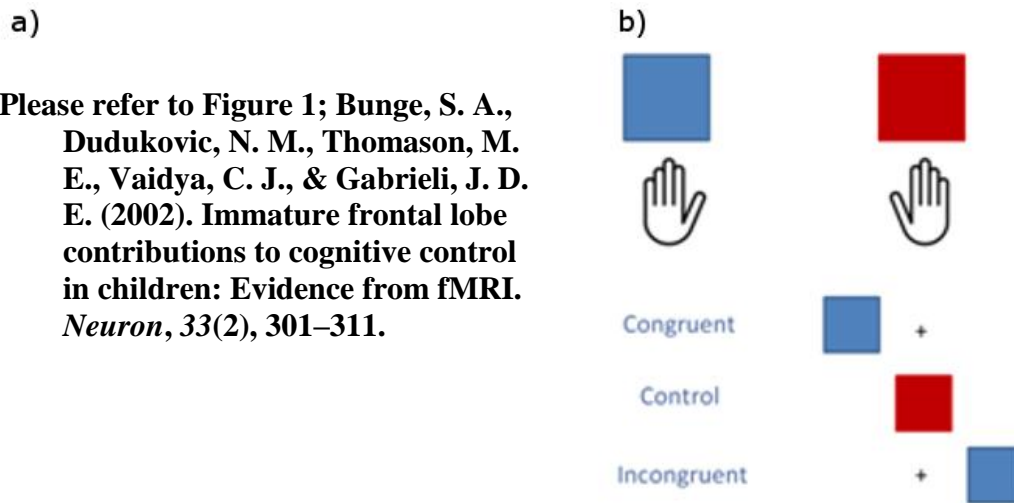 a)
Please refer to Figure 1; Bunge, S. A.,
Dudukovic, N. M., Thomason, M.
E., Vaidya, C. J., & Gabrieli, J. D.
E. (2002). Immature frontal lobe
contributions to cognitive control
in children: Evidence from fMRI.
Neuron, 33(2), 301–311.
b)
Congruent +
Control
Incongruent +